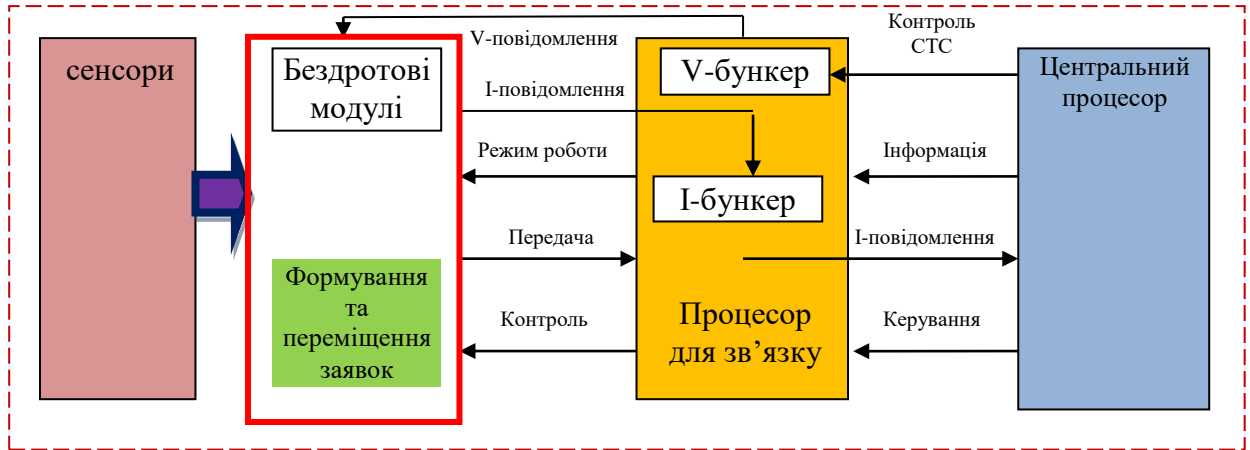 сенсори
Бездротові
модулі
Формування
та
переміщення
заявок
V-повідомлення
І-повідомлення
Режим роботи
Передача
Контроль
V-бункер
І-бункер
Процесор
для зв’язку
Контроль
СТС
Інформація
І-повідомлення
Керування
Центральний
процесор